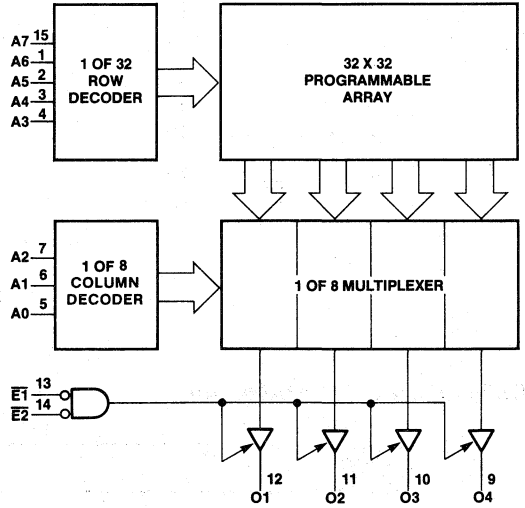 A7 15
A6 1
A5 2
A4 3
A3 4
1 OF 32
ROW
DECODER
32 X 32
PROGRAMMABLE
ARRAY
A2 7
A1 6
A0 5
1 OF 8
COLUMN
DECODER
1 OF 8 MULTIPLEXER
E1 13
E2 14
12
11
10
9
O1
O2
O3
O4